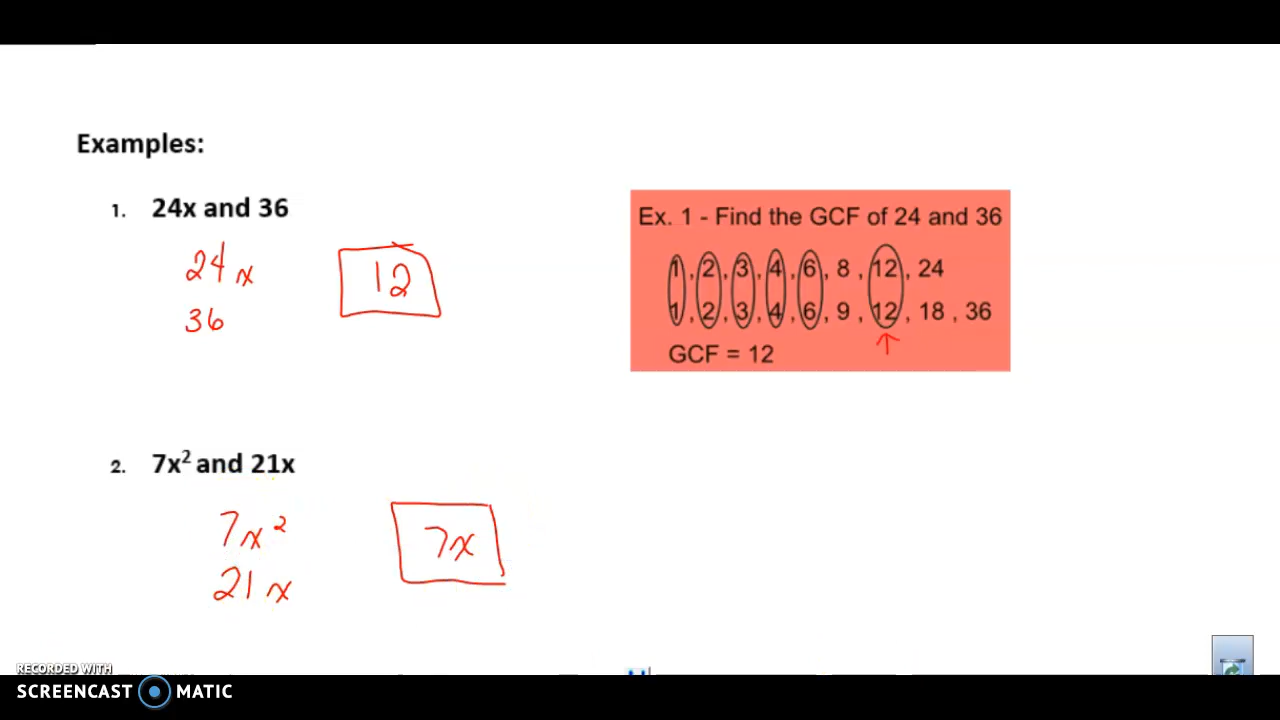 Examples:
1. 24x and 36
24x
36
12
Ex. 1 - Find the GCF of 24 and 36
1, 2, 3, 4, 6, 8, 12, 24
1, 2, 3, 4, 6, 9, 12, 18, 36
GCF = 12
2. 7x² and 21x
7x²
21x
7x
RECORDED WITH
SCREENCAST MATIC